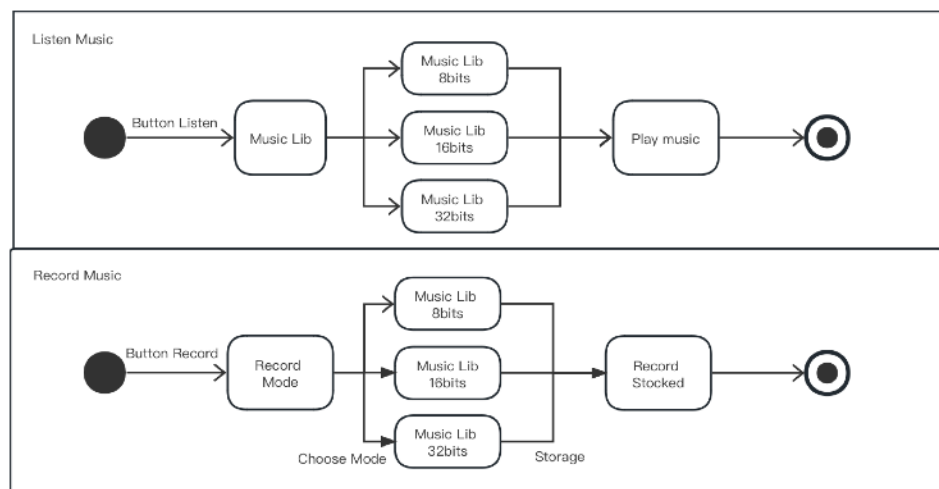 Listen Music
Button Listen
Music Lib
Music Lib
8bits
Music Lib
16bits
Music Lib
32bits
Play music
Record Music
Button Record
Record
Mode
Choose Mode
Music Lib
8bits
Music Lib
16bits
Music Lib
32bits
Storage
Record
Stocked